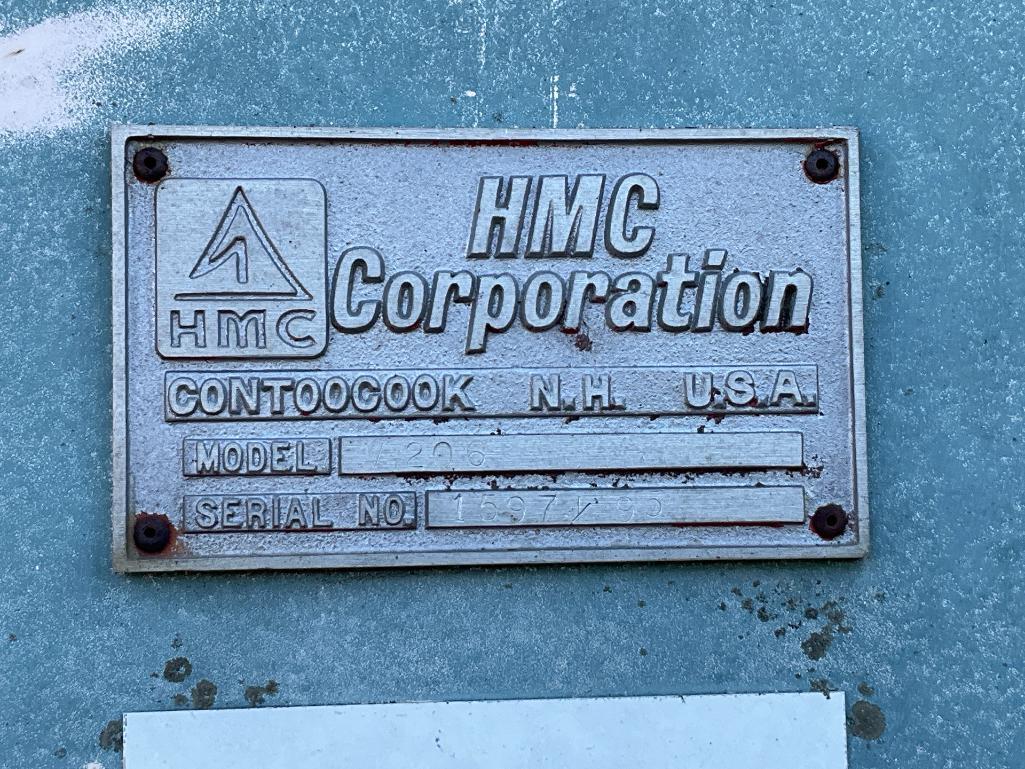 HMC
HMC
Corporation
CONTOOCOOK N.H. U.S.A.
MODEL
SERIAL NO.